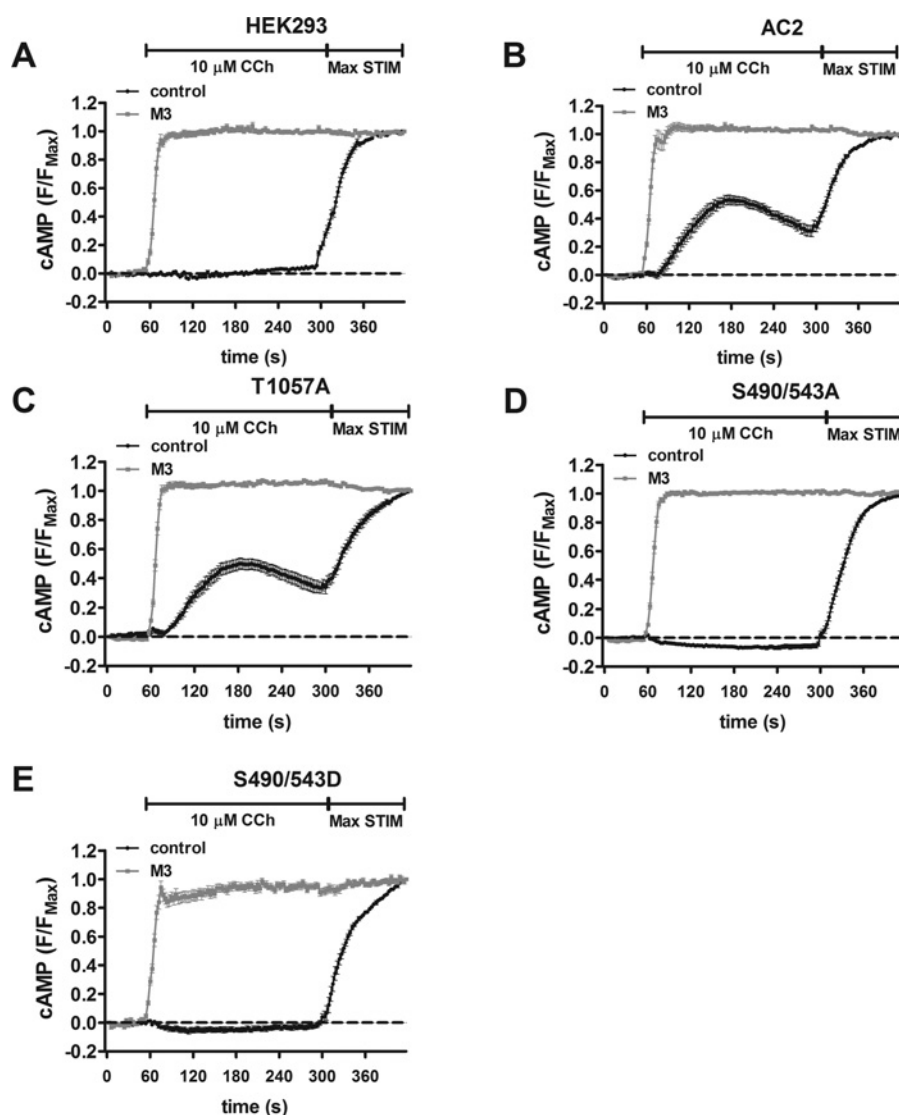 HEK293
A
10 μM CCh Max STIM
control
M3
cAMP (F/FMax)
1.2
1.0
0.8
0.6
0.4
0.2
0.0
-0.2
0 60 120 180 240 300 360
time (s)
AC2
B
10 μM CCh Max STIM
control
M3
cAMP (F/FMax)
1.2
1.0
0.8
0.6
0.4
0.2
0.0
-0.2
0 60 120 180 240 300 360
time (s)
T1057A
C
10 μM CCh Max STIM
control
M3
cAMP (F/FMax)
1.2
1.0
0.8
0.6
0.4
0.2
0.0
-0.2
0 60 120 180 240 300 360
time (s)
S490/543A
D
10 μM CCh Max STIM
control
M3
cAMP (F/FMax)
1.2
1.0
0.8
0.6
0.4
0.2
0.0
-0.2
0 60 120 180 240 300 360
time (s)
S490/543D
E
10 μM CCh Max STIM
control
M3
cAMP (F/FMax)
1.2
1.0
0.8
0.6
0.4
0.2
0.0
-0.2
0 60 120 180 240 300 360
time (s)